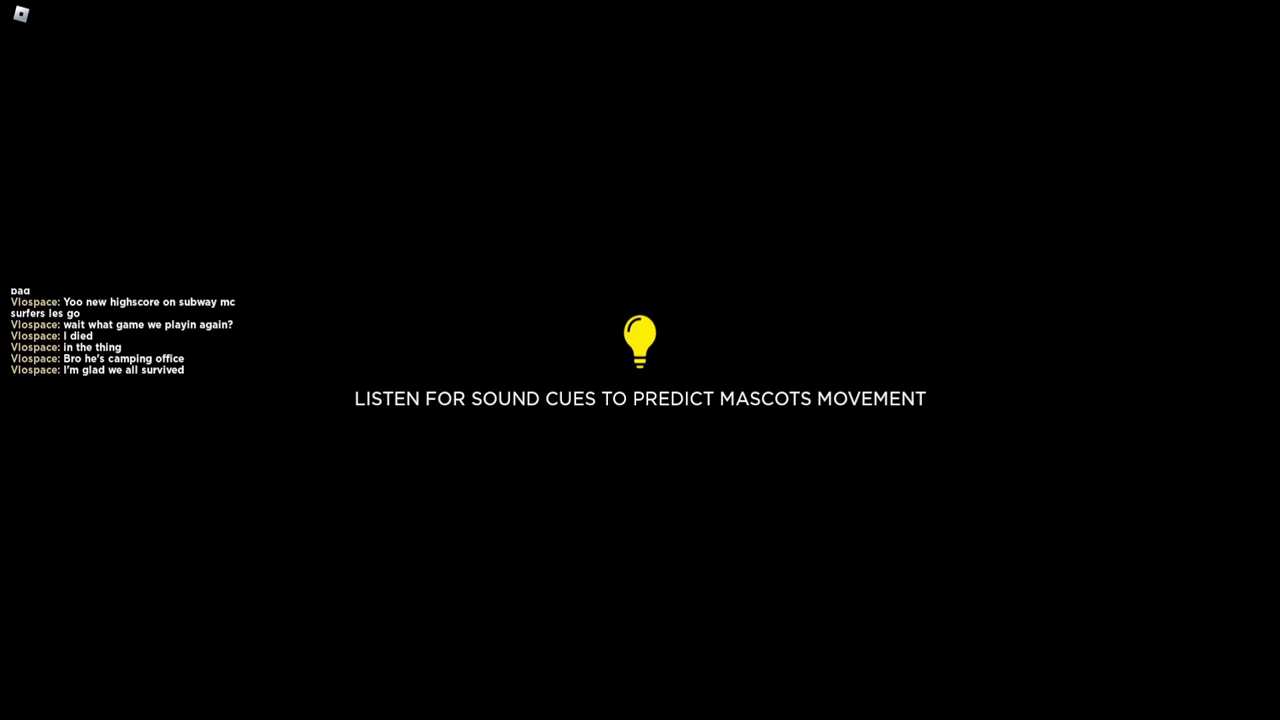 bad
Vlospace: Yoo new highscore on subway mc
surfers les go
Vlospace: wait what game we playin again?
Vlospace: I died
Vlospace: in the thing
Vlospace: Bro he's camping office
Vlospace: I'm glad we all survived
LISTEN FOR SOUND CUES TO PREDICT MASCOTS MOVEMENT